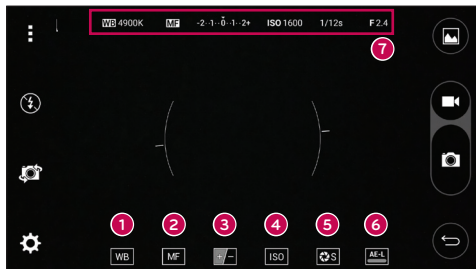 WB 4900K MF -2··1··0··1··2+ ISO 1600 1/12s F 2.4
7
1 2 3 4 5 6
WB MF +/- ISO S AE-L